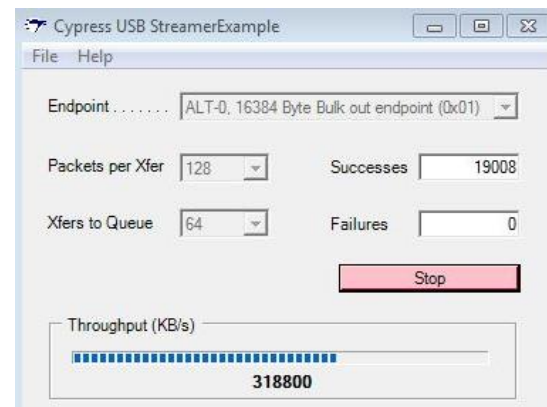 Cypress USB StreamerExample
File Help
Endpoint . . . . . . . ALT-0, 16384 Byte Bulk out endpoint (0x01)
Packets per Xfer 128 Successes 19008
Xfers to Queue 64 Failures 0
Stop
Throughput (KB/s)
318800